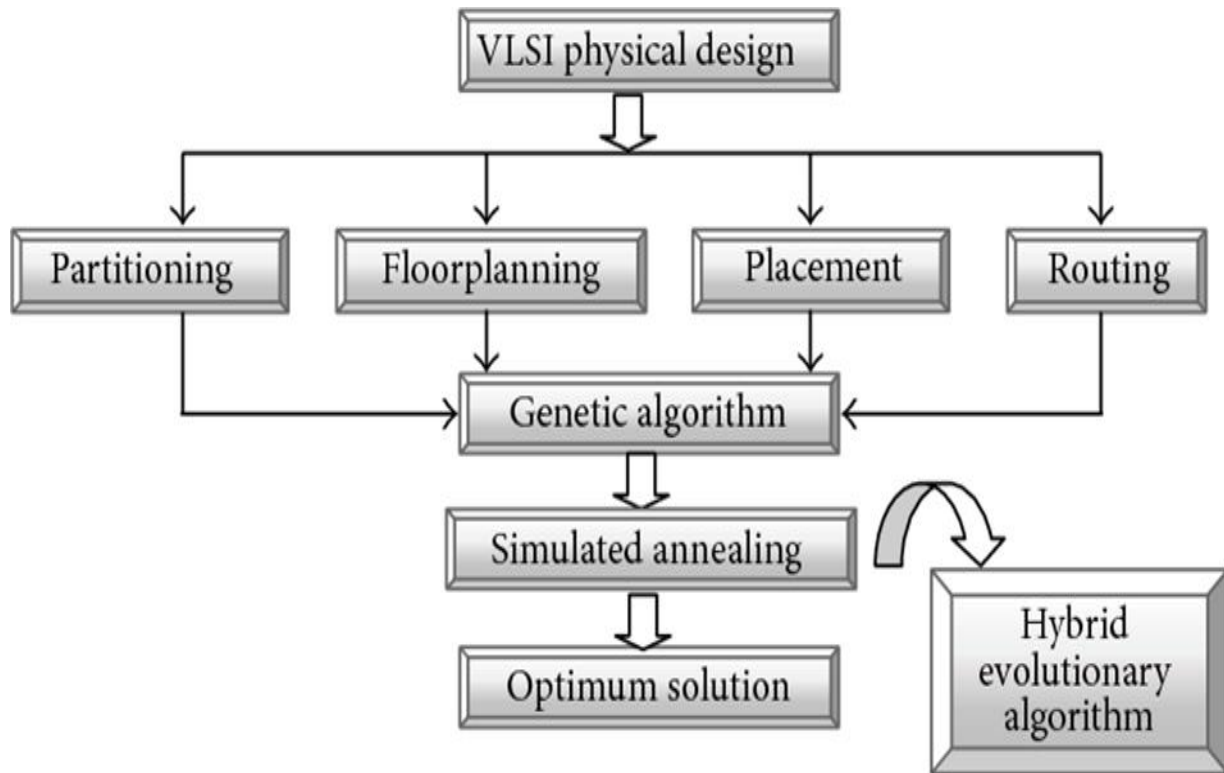 VLSI physical design
Partitioning
Floorplanning
Placement
Routing
Genetic algorithm
Simulated annealing
Optimum solution
Hybrid
evolutionary
algorithm